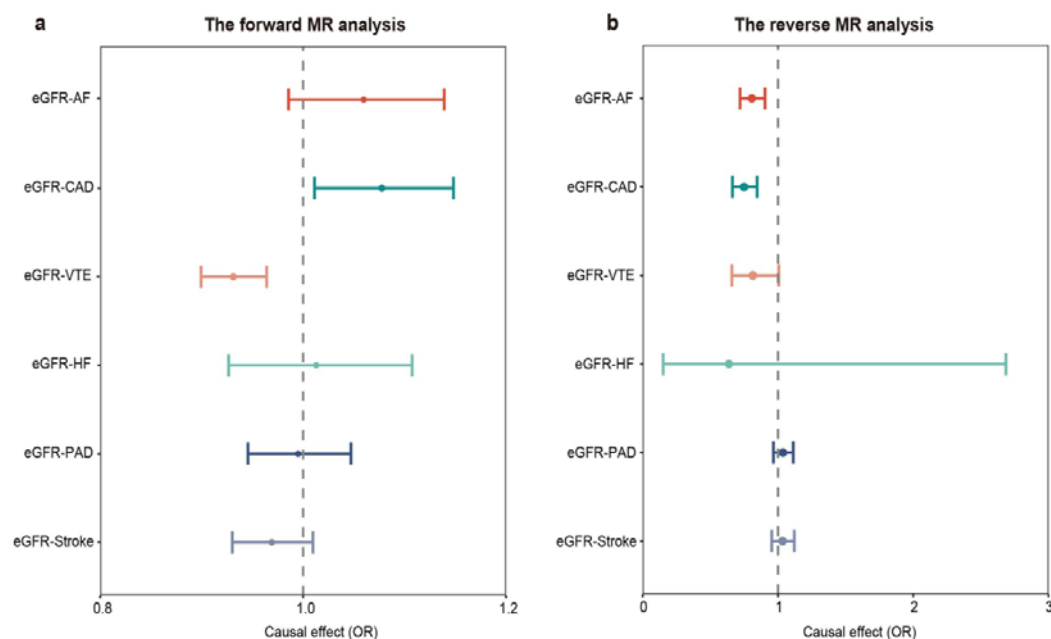 a The forward MR analysis
eGFR-AF
eGFR-CAD
eGFR-VTE
eGFR-HF
eGFR-PAD
eGFR-Stroke
0.8 1.0 1.2
Causal effect (OR)
b The reverse MR analysis
eGFR-AF
eGFR-CAD
eGFR-VTE
eGFR-HF
eGFR-PAD
eGFR-Stroke
0 1 2 3
Causal effect (OR)